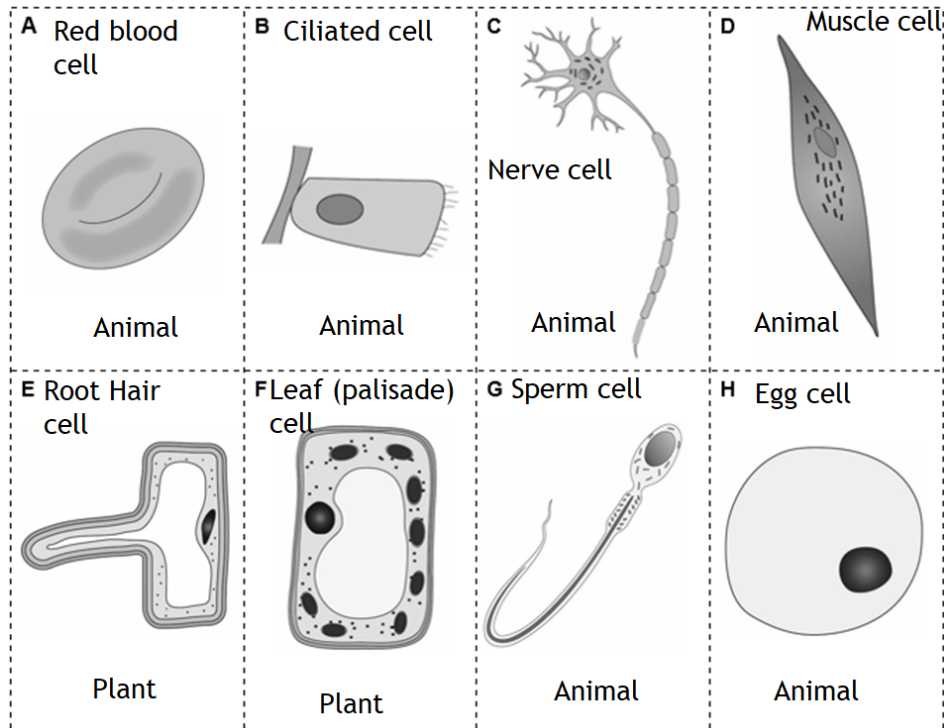 A Red blood
cell
Animal
B Ciliated cell
Animal
C
Nerve cell
Animal
D Muscle cell
Animal
E Root Hair
cell
Plant
F Leaf (palisade)
cell
Plant
G Sperm cell
Animal
H Egg cell
Animal